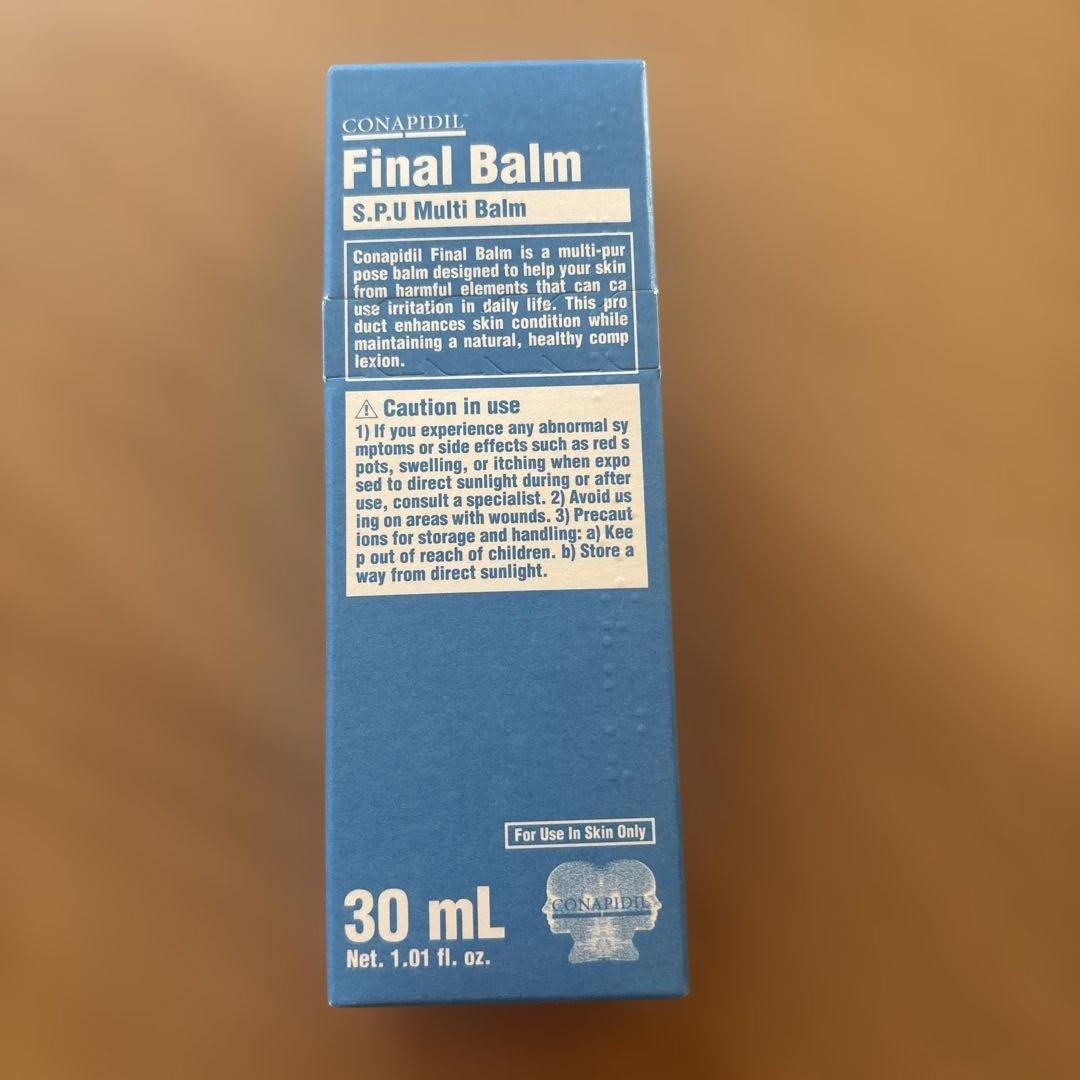 CONAPIDIL™
Final Balm
S.P.U Multi Balm
Conapidil Final Balm is a multi-pur
pose balm designed to help your skin
from harmful elements that can ca
use irritation in daily life. This pro
duct enhances skin condition while
maintaining a natural, healthy comp
lexion.
⚠ Caution in use
1) If you experience any abnormal sy
mptoms or side effects such as red s
pots, swelling, or itching when expo
sed to direct sunlight during or after
use, consult a specialist. 2) Avoid us
ing on areas with wounds. 3) Precaut
ions for storage and handling: a) Kee
p out of reach of children. b) Store a
way from direct sunlight.
For Use In Skin Only
CONAPIDIL
30 mL
Net. 1.01 fl. oz.